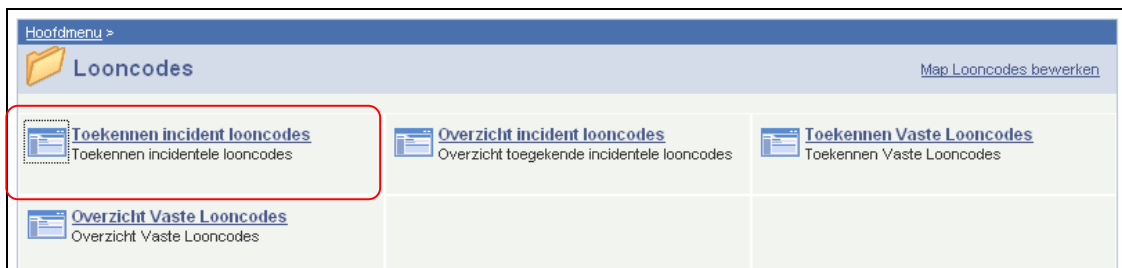 Hoofdmenu >
Looncodes
Map Looncodes bewerken
Toekennen incident looncodes
Toekennen incidentele looncodes
Overzicht incident looncodes
Overzicht toegekende incidentele looncodes
Toekennen Vaste Looncodes
Toekennen Vaste Looncodes
Overzicht Vaste Looncodes
Overzicht Vaste Looncodes